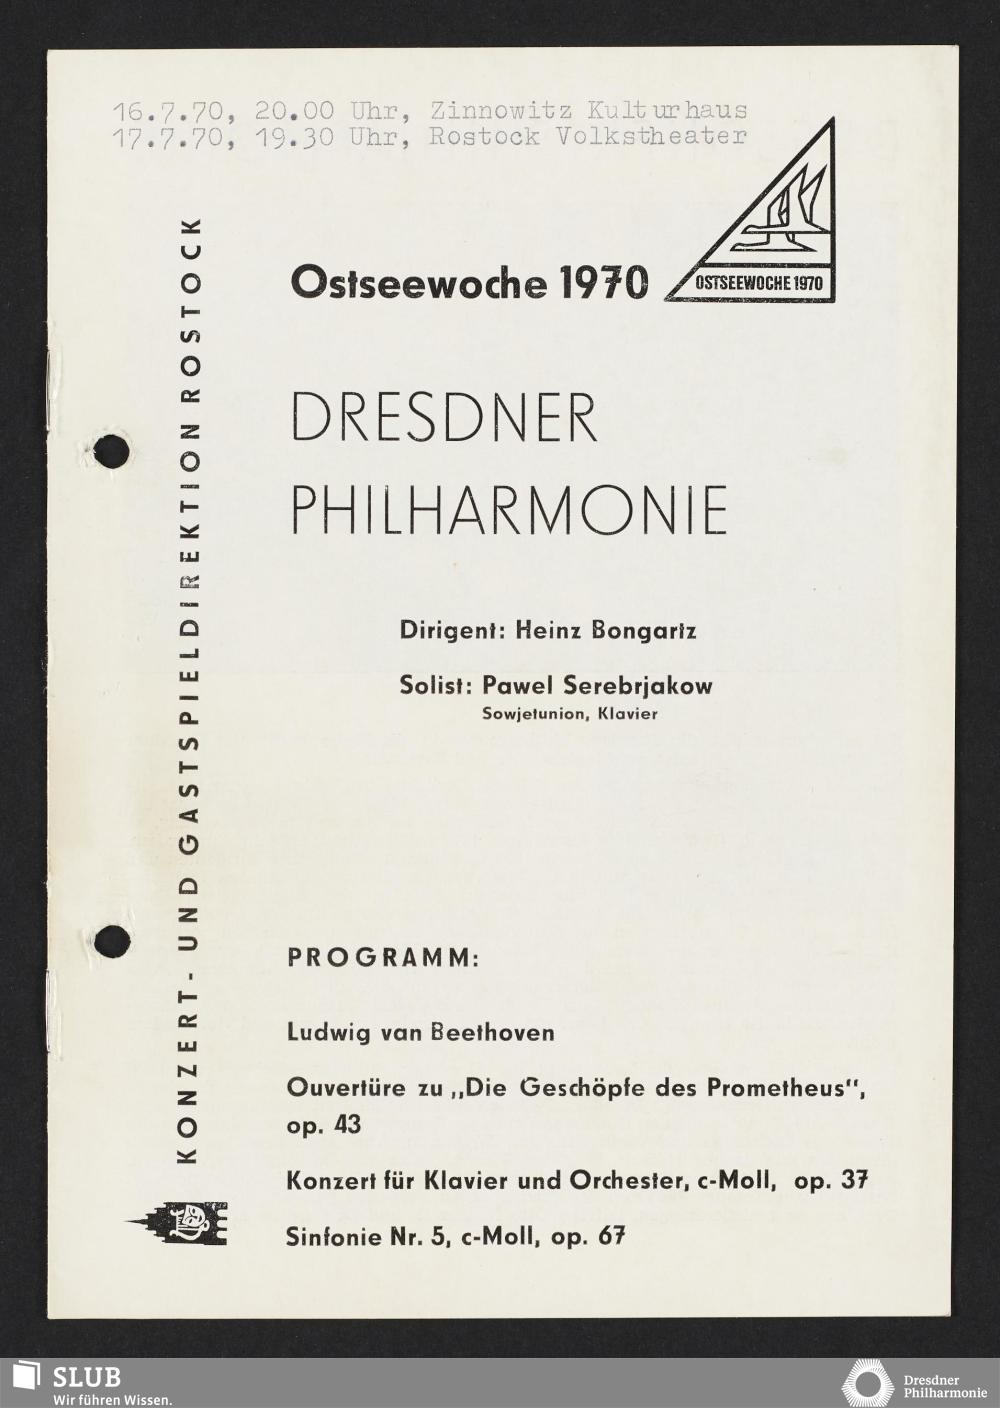 16.7.70, 20.00 Uhr, Zinnowitz Kulturhaus
17.7.70, 19.30 Uhr, Rostock Volkstheater
KONZERT- UND GASTSPIELDIREKTION ROSTOCK
Ostseewoche 1970
OSTSEEWOCHE 1970
DRESDNER
PHILHARMONIE
Dirigent: Heinz Bongartz
Solist: Pawel Serebrjakow
Sowjetunion, Klavier
PROGRAMM:
Ludwig van Beethoven
Ouvertüre zu „Die Geschöpfe des Prometheus“,
op. 43
Konzert für Klavier und Orchester, c-Moll, op. 37
Sinfonie Nr. 5, c-Moll, op. 67
SLUB
Wir führen Wissen.
Dresdner
Philharmonie